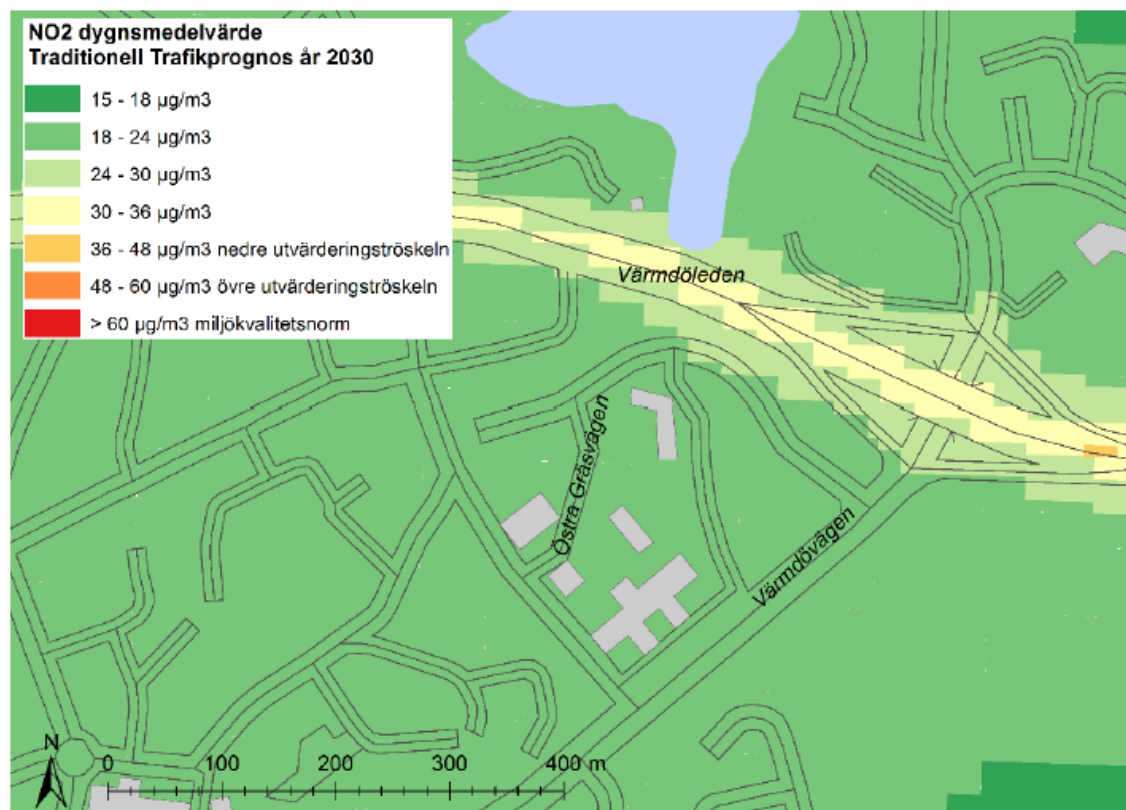 NO2 dygnsmedelvärde
Traditionell Trafikprognos år 2030
15 - 18 µg/m3
18 - 24 µg/m3
24 - 30 µg/m3
30 - 36 µg/m3
36 - 48 µg/m3 nedre utvärderingströskeln
48 - 60 µg/m3 övre utvärderingströskeln
> 60 µg/m3 miljökvalitetsnorm
Värmdöleden
Östra Gräsvägen
Värmdövägen
N
0 100 200 300 400 m